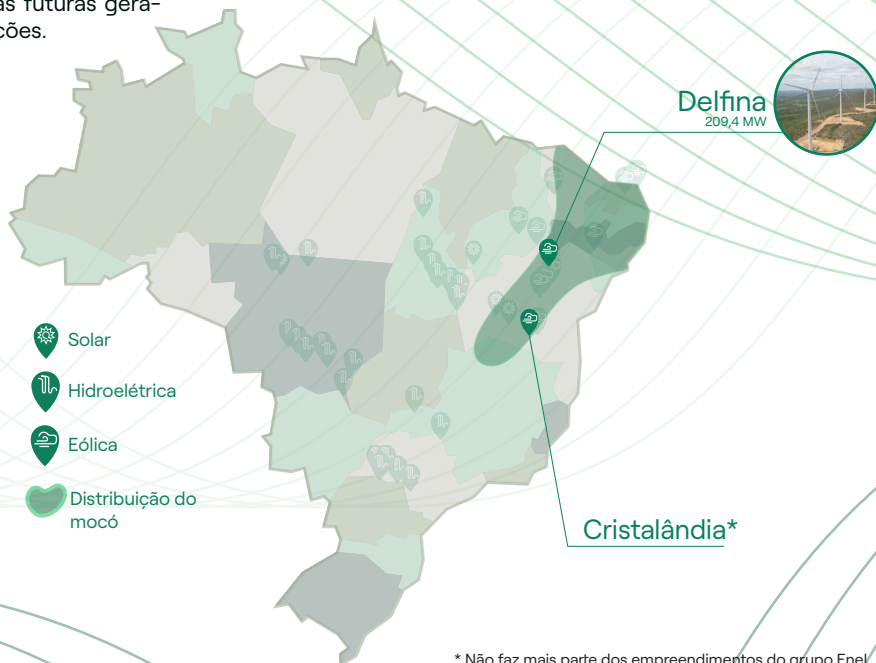 as futuras gera-
ções.
Delfina
209,4 MW
Solar
Hidroelétrica
Eólica
Distribuição do
mocó
Cristalândia*
* Não faz mais parte dos empreendimentos do grupo Enel